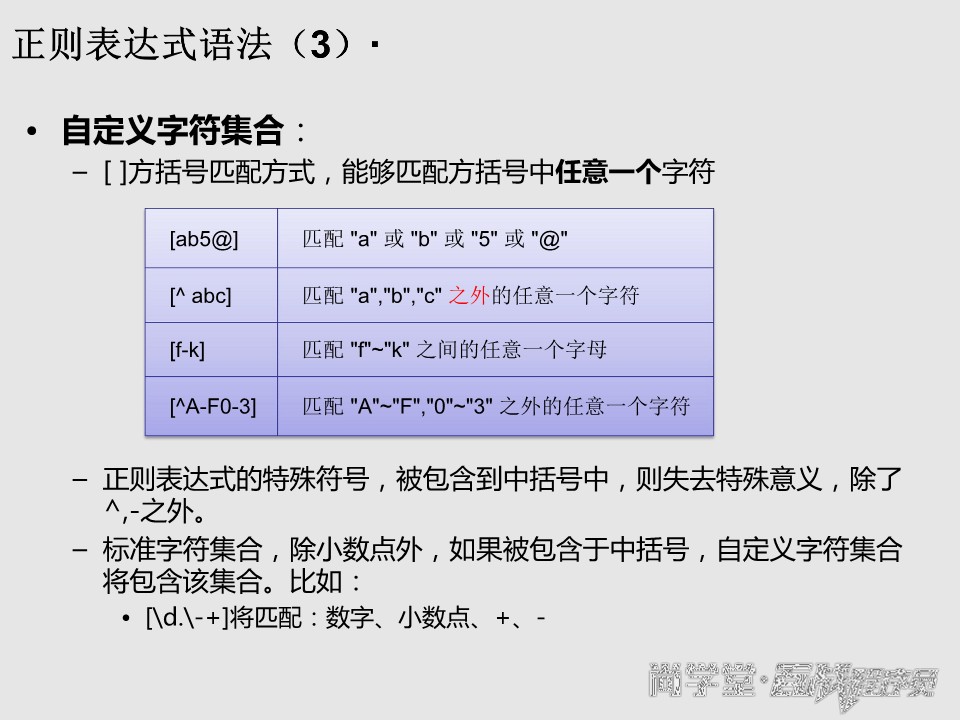 正则表达式语法（3）·
• 自定义字符集合：
– [ ]方括号匹配方式，能够匹配方括号中任意一个字符
[ab5@] 匹配 "a" 或 "b" 或 "5" 或 "@"
[^ abc] 匹配 "a","b","c" 之外的任意一个字符
[f-k] 匹配 "f"~"k" 之间的任意一个字母
[^A-F0-3] 匹配 "A"~"F","0"~"3" 之外的任意一个字符
– 正则表达式的特殊符号，被包含到中括号中，则失去特殊意义，除了
^,-之外。
– 标准字符集合，除小数点外，如果被包含于中括号，自定义字符集合
将包含该集合。比如：
• [\d.\-+]将匹配：数字、小数点、+、-
尚学堂·